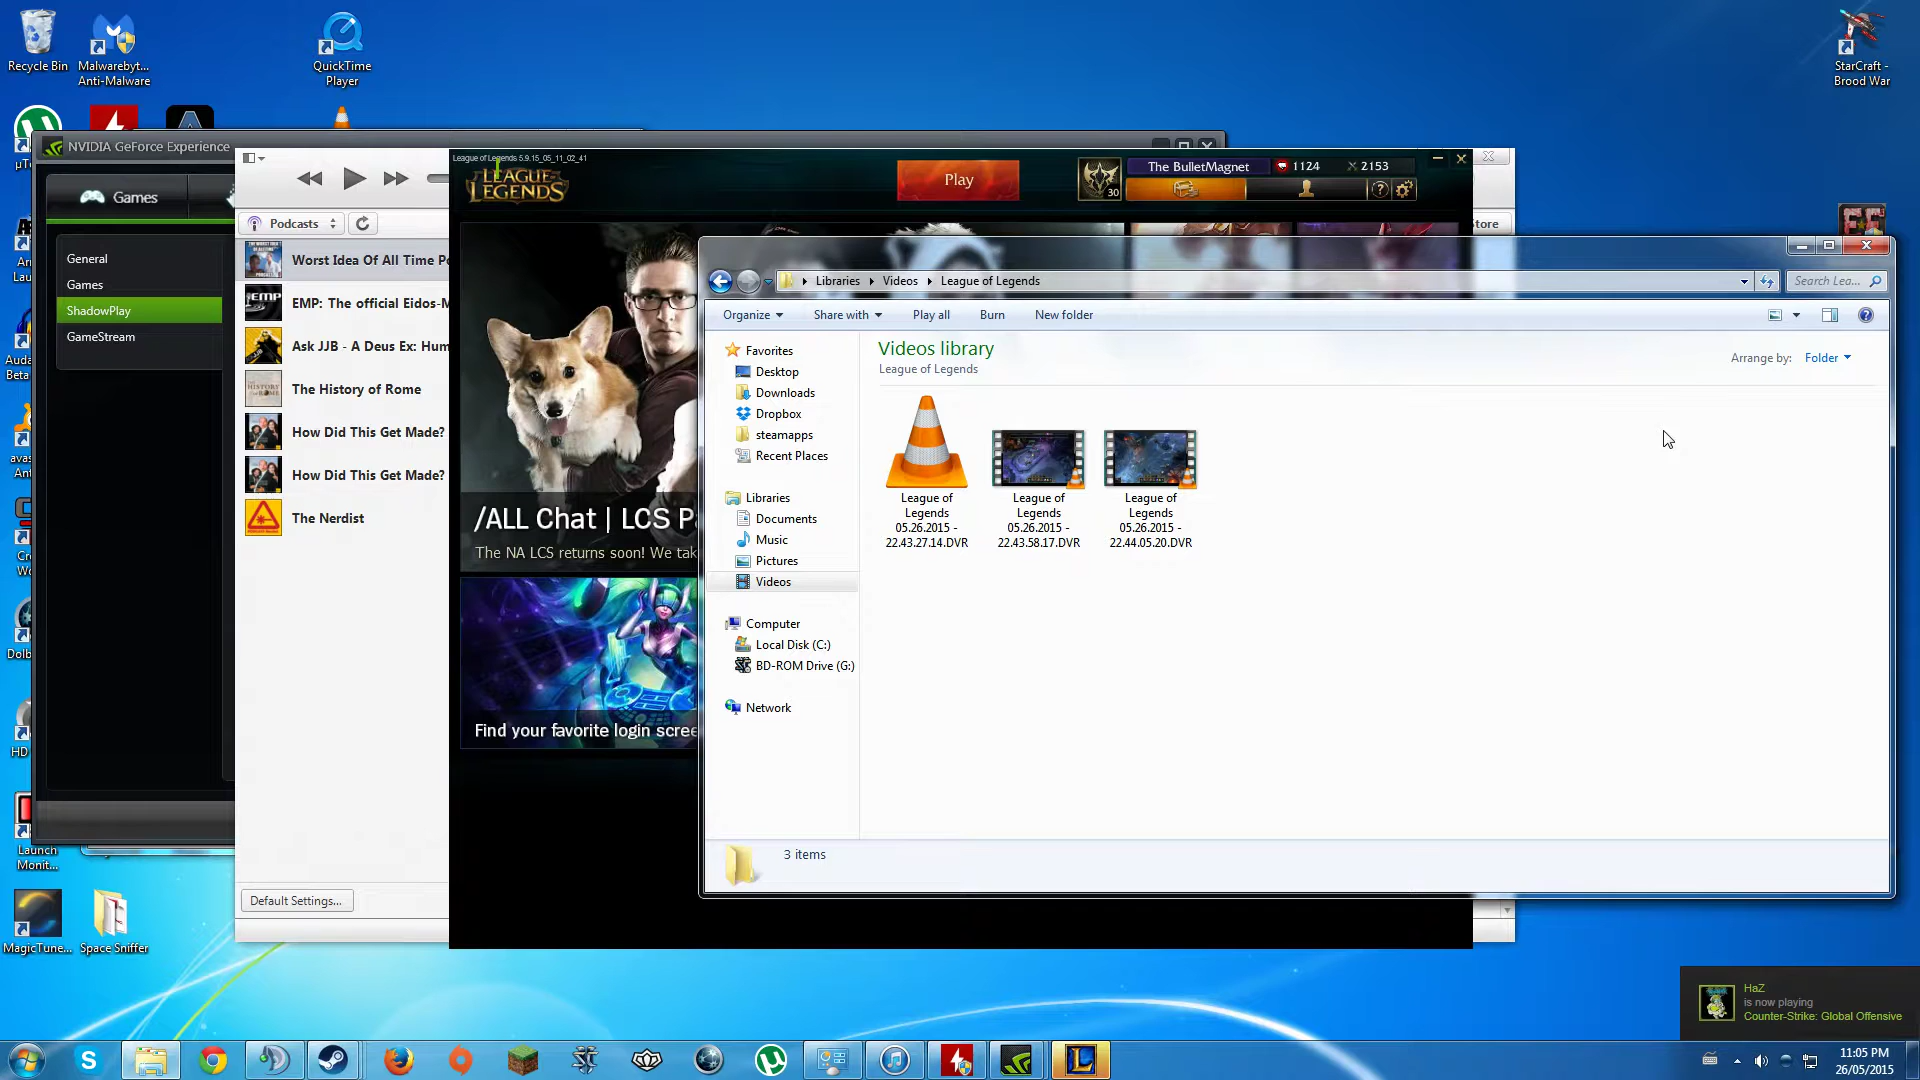 Recycle Bin
Malwarebyt...
Anti-Malware
QuickTime
Player
StarCraft -
Brood War
NVIDIA GeForce Experience
Games
General
Games
ShadowPlay
GameStream
Podcasts
Worst Idea Of All Time
EMP: The official Eidos-
Ask JJB - A Deus Ex:
The History of Rome
How Did This Get Made?
How Did This Get Made?
The Nerdist
Default Settings...
League of Legends 5.9.15_05_11_02_41
LEAGUE OF
LEGENDS
Play
30
The BulletMagnet
1124
2153
/ALL Chat | LCS
The NA LCS returns soon! We
Find your favorite login
Libraries
Videos
League of Legends
Search Lea...
Organize
Share with
Play all
Burn
New folder
Videos library
League of Legends
Arrange by:
Folder
Favorites
Desktop
Downloads
Dropbox
steamapps
Recent Places
Libraries
Documents
Music
Pictures
Videos
Computer
Local Disk (C:)
BD-ROM Drive (G:)
Network
League of
Legends
05.26.2015 -
22.43.27.14.DVR
League of
Legends
05.26.2015 -
22.43.58.17.DVR
League of
Legends
05.26.2015 -
22.44.05.20.DVR
3 items
Launch
Monit...
MagicTune...
Space Sniffer
HaZ
is now playing
Counter-Strike: Global Offensive
11:05 PM
26/05/2015